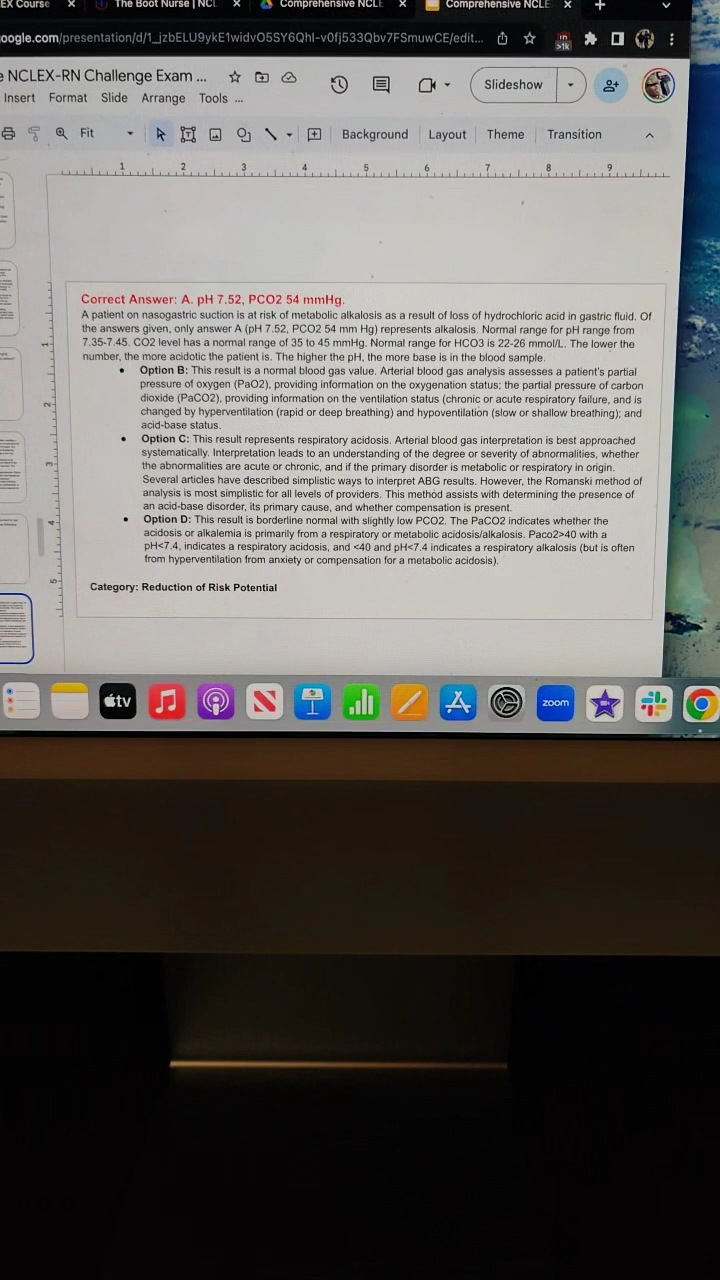 EX Course
The Boot Nurse | NCL
Comprehensive NCLE
Comprehensive NCLE
oogle.com/presentation/d/1_jzbELU9ykE1widvO5SY6QhI-v0fj533Qbv7FSmuwCE/edit...
>1k
e NCLEX-RN Challenge Exam ...
Slideshow
Insert Format Slide Arrange Tools ...
Fit
Background Layout Theme Transition
1 2 3 4 5 6 7 8 9
Correct Answer: A. pH 7.52, PCO2 54 mmHg.
A patient on nasogastric suction is at risk of metabolic alkalosis as a result of loss of hydrochloric acid in gastric fluid. Of
the answers given, only answer A (pH 7.52, PCO2 54 mm Hg) represents alkalosis. Normal range for pH range from
7.35-7.45. CO2 level has a normal range of 35 to 45 mmHg. Normal range for HCO3 is 22-26 mmol/L. The lower the
number, the more acidotic the patient is. The higher the pH, the more base is in the blood sample.
• Option B: This result is a normal blood gas value. Arterial blood gas analysis assesses a patient's partial
pressure of oxygen (PaO2), providing information on the oxygenation status; the partial pressure of carbon
dioxide (PaCO2), providing information on the ventilation status (chronic or acute respiratory failure, and is
changed by hyperventilation (rapid or deep breathing) and hypoventilation (slow or shallow breathing); and
acid-base status.
• Option C: This result represents respiratory acidosis. Arterial blood gas interpretation is best approached
systematically. Interpretation leads to an understanding of the degree or severity of abnormalities, whether
the abnormalities are acute or chronic, and if the primary disorder is metabolic or respiratory in origin.
Several articles have described simplistic ways to interpret ABG results. However, the Romanski method of
analysis is most simplistic for all levels of providers. This method assists with determining the presence of
an acid-base disorder, its primary cause, and whether compensation is present.
• Option D: This result is borderline normal with slightly low PCO2. The PaCO2 indicates whether the
acidosis or alkalemia is primarily from a respiratory or metabolic acidosis/alkalosis. Paco2>40 with a
pH<7.4, indicates a respiratory acidosis, and <40 and pH<7.4 indicates a respiratory alkalosis (but is often
from hyperventilation from anxiety or compensation for a metabolic acidosis).
Category: Reduction of Risk Potential
1
2
3
4
5
tv
zoom